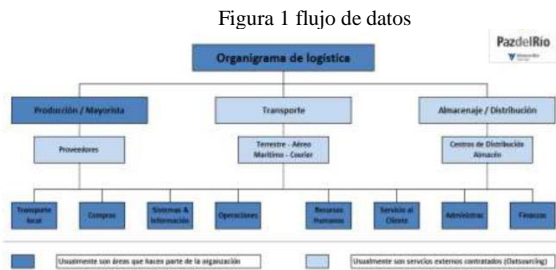 Figura 1 flujo de datos
PazdelRío
Organigrama de logística
Producción / Mayorista
Transporte
Almacenaje / Distribución
Proveedores
Terrestre - Aéreo
Marítimo - Courier
Centros de Distribución
Almacén
Transporte
local
Compras
Sistemas &
Información
Operaciones
Recursos
Humanos
Servicio al
Cliente
Administrac
Finanzas
Usualmente son áreas que hacen parte de la organización
Usualmente son servicios externos contratados (Outsourcing)